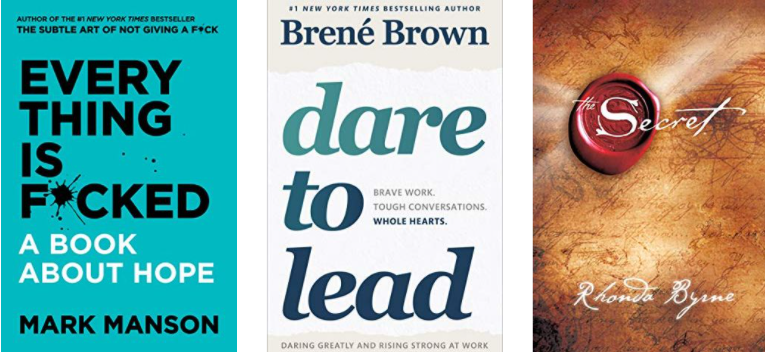 AUTHOR OF THE #1 NEW YORK TIMES BESTSELLER
THE SUBTLE ART OF NOT GIVING A F*CK
EVERY
THING
IS
F*CKED
A BOOK
ABOUT HOPE
MARK MANSON
#1 NEW YORK TIMES BESTSELLING AUTHOR
Brené Brown
dare
to
lead
BRAVE WORK.
TOUGH CONVERSATIONS.
WHOLE HEARTS.
DARING GREATLY AND RISING STRONG AT WORK
the Secret
Rhonda Byrne